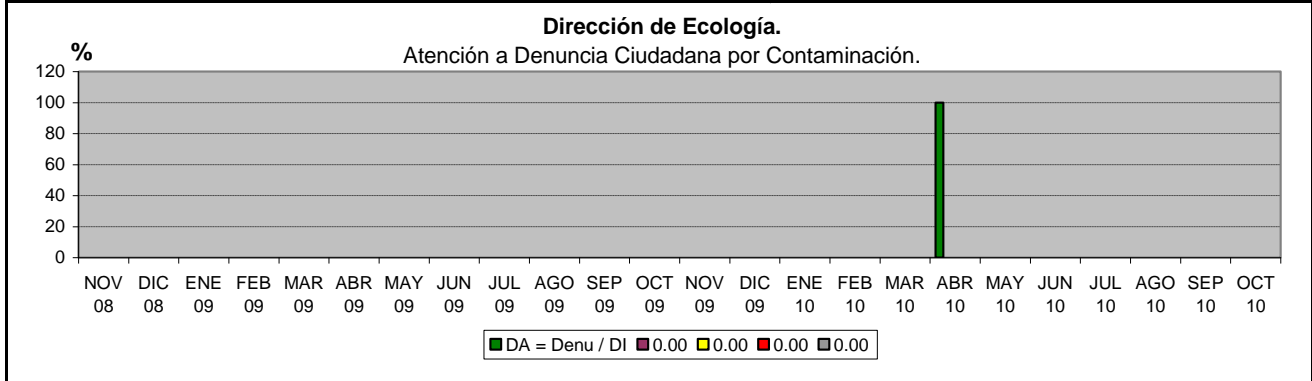 Dirección de Ecología.
%
Atención a Denuncia Ciudadana por Contaminación.
120
100
80
60
40
20
0
NOV DIC ENE FEB MAR ABR MAY JUN JUL AGO SEP OCT NOV DIC ENE FEB MAR ABR MAY JUN JUL AGO SEP OCT
08 08 09 09 09 09 09 09 09 09 09 09 09 09 10 10 10 10 10 10 10 10 10 10
DA = Denu / DI 0.00 0.00 0.00 0.00